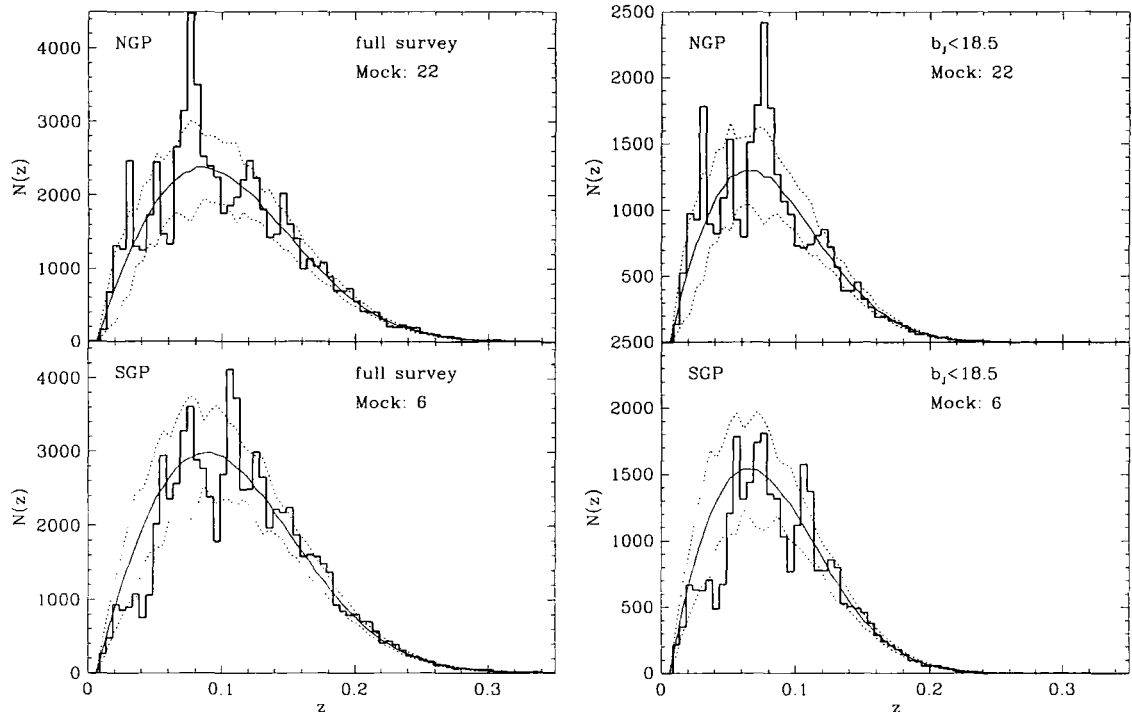 NGP full survey
Mock: 22
4000
3000
2000
1000
0
N(z)
SGP full survey
Mock: 6
4000
3000
2000
1000
0
N(z)
0 0.1 0.2 0.3
z
NGP b_J<18.5
Mock: 22
2500
2000
1500
1000
500
N(z)
SGP b_J<18.5
Mock: 6
2500
2000
1500
1000
500
0
N(z)
0 0.1 0.2 0.3
z